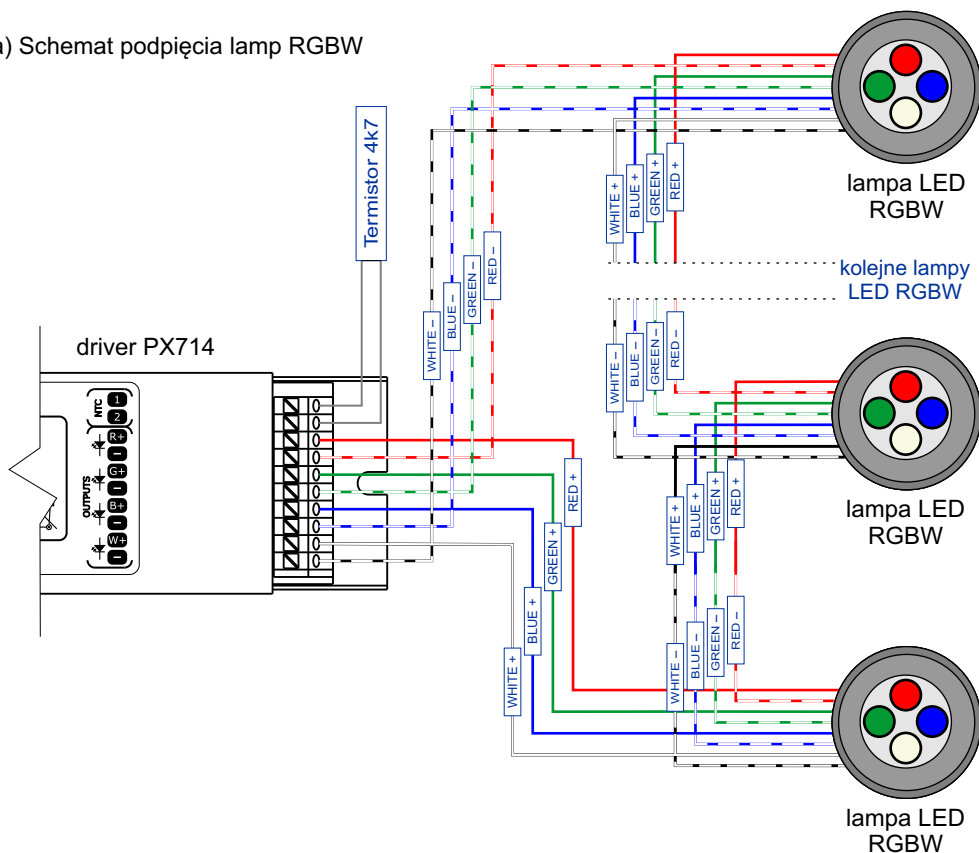 a) Schemat podpięcia lamp RGBW
lampa LED
RGBW
Termistor 4k7
WHITE +
BLUE +
GREEN +
RED +
kolejne lampy
LED RGBW
WHITE –
BLUE –
GREEN –
RED –
driver PX714
NTC
1
2
OUTPUTS
R+
–
G+
–
B+
–
W+
–
WHITE –
BLUE –
GREEN –
RED –
lampa LED
RGBW
RED +
GREEN +
BLUE +
WHITE +
WHITE +
BLUE +
GREEN +
RED +
WHITE –
BLUE –
GREEN –
RED –
lampa LED
RGBW